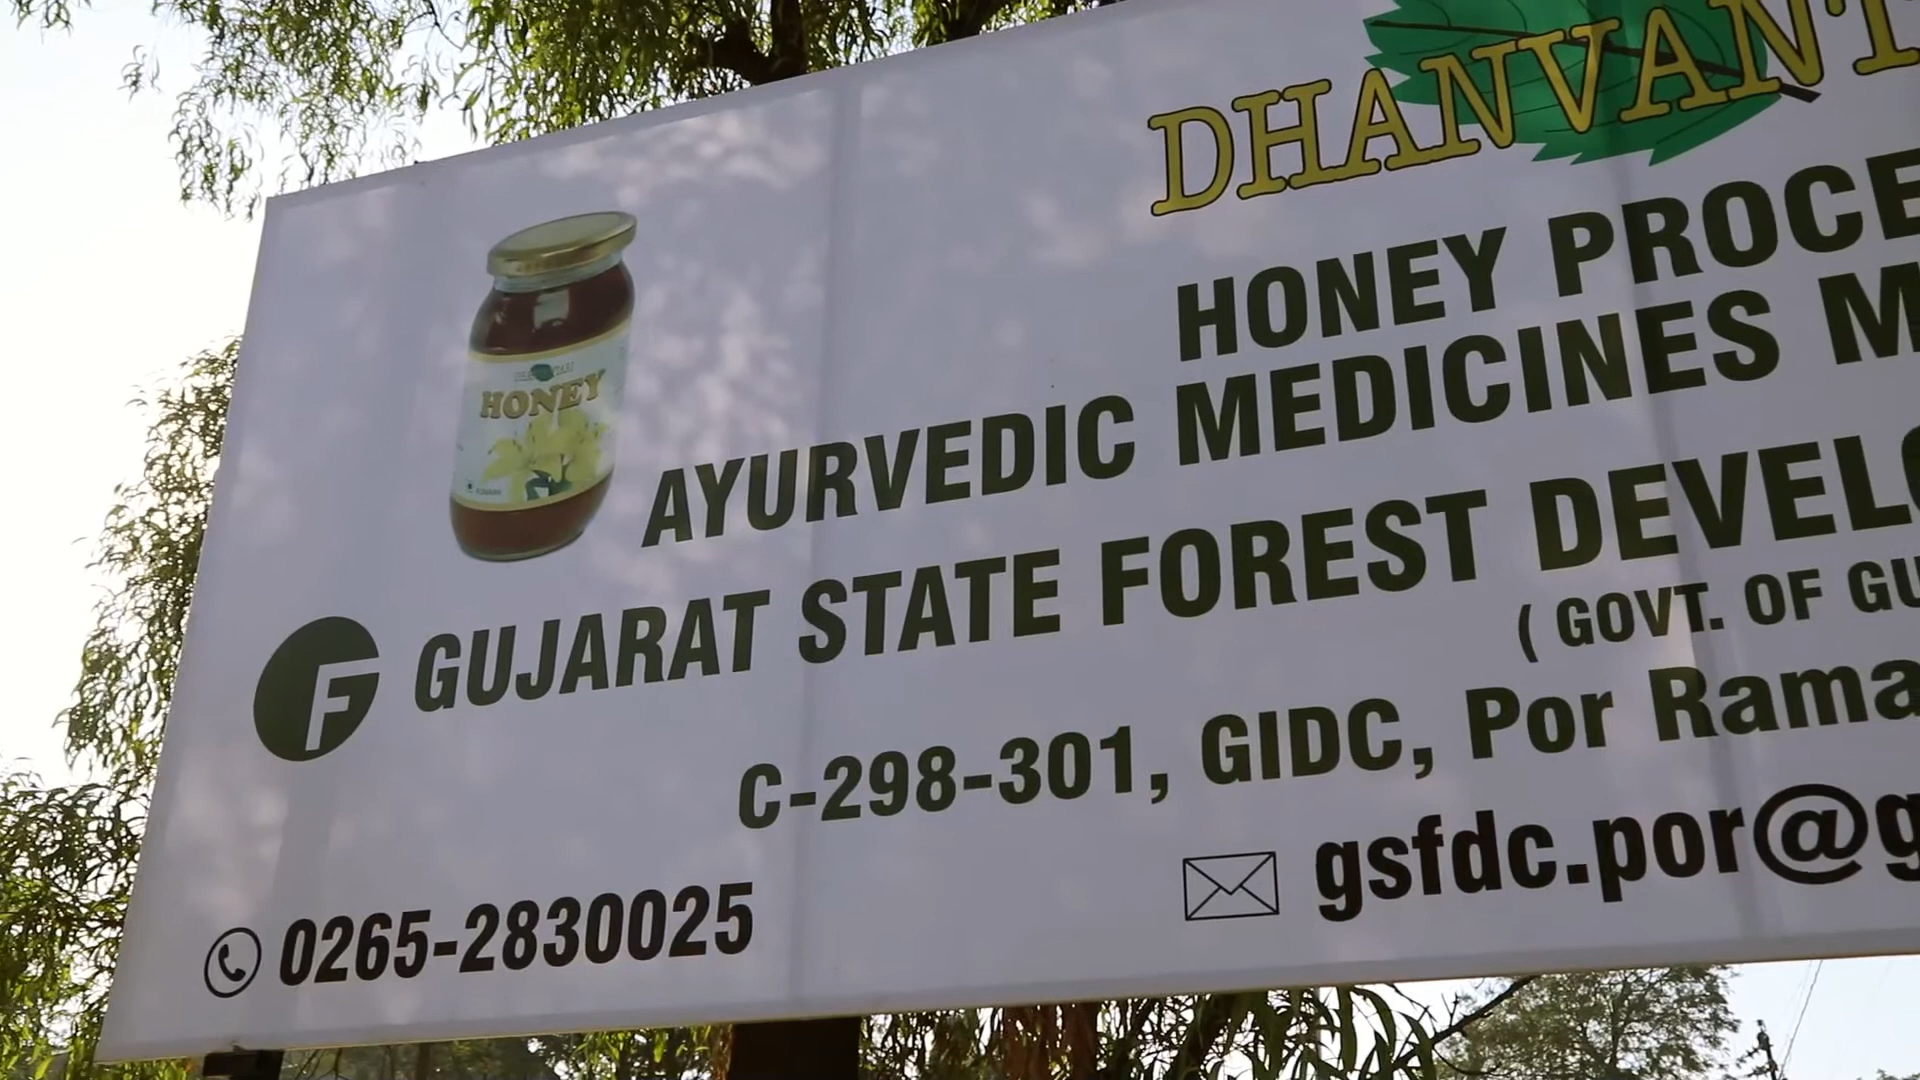 DHANVANT
HONEY PROCE
AYURVEDIC MEDICINES M
GUJARAT STATE FOREST DEVELO
( GOVT. OF GU
C-298-301, GIDC, Por Rama
0265-2830025
gsfdc.por@g
HONEY